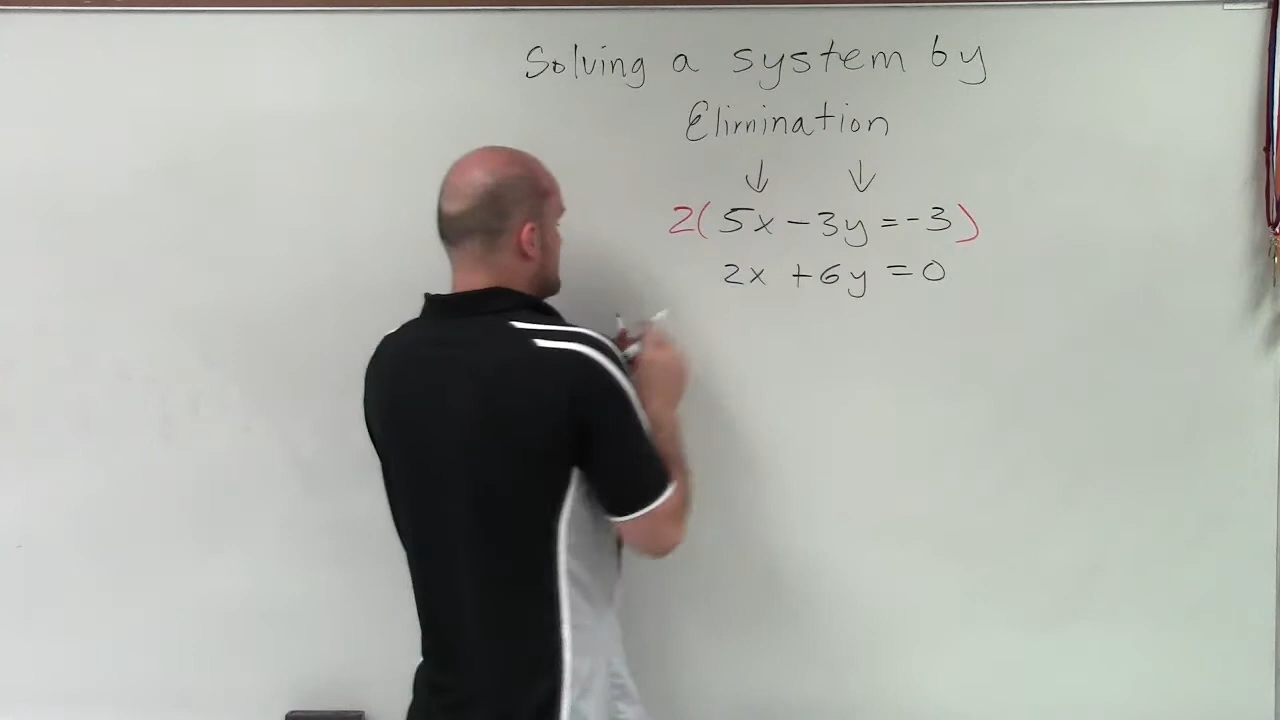 Solving a system by
Elimination
↓ ↓
2(5x-3y=-3)
2x+6y=0